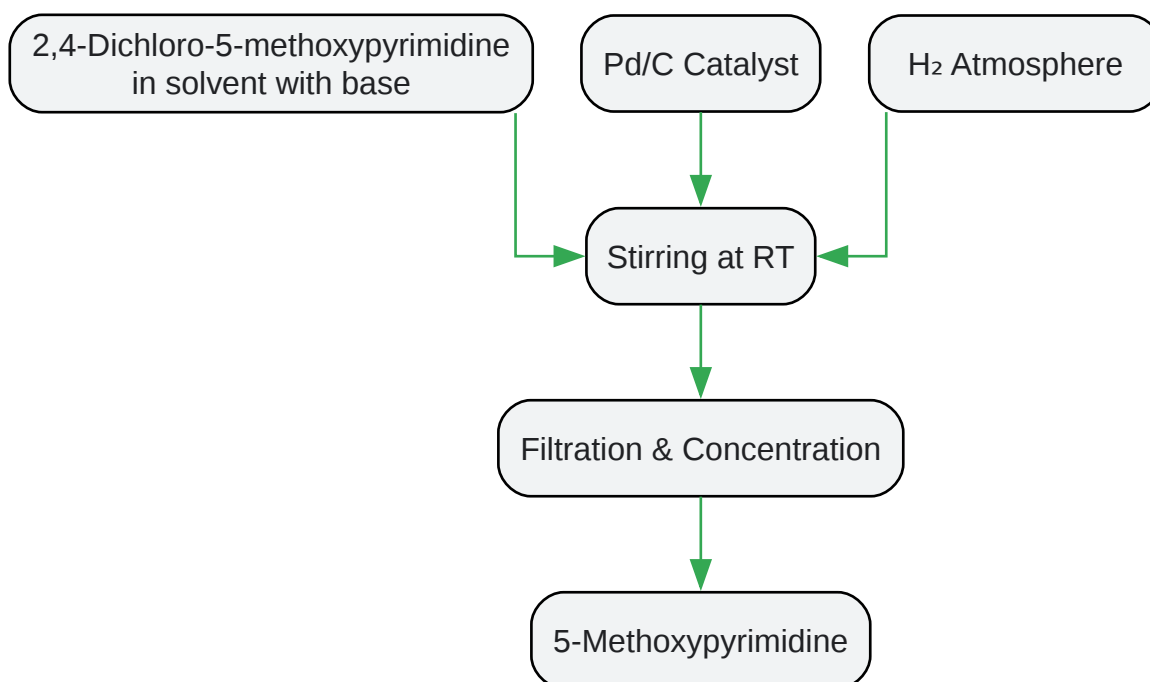 2,4-Dichloro-5-methoxypyrimidine
in solvent with base
Pd/C Catalyst
H₂ Atmosphere
Stirring at RT
Filtration & Concentration
5-Methoxypyrimidine